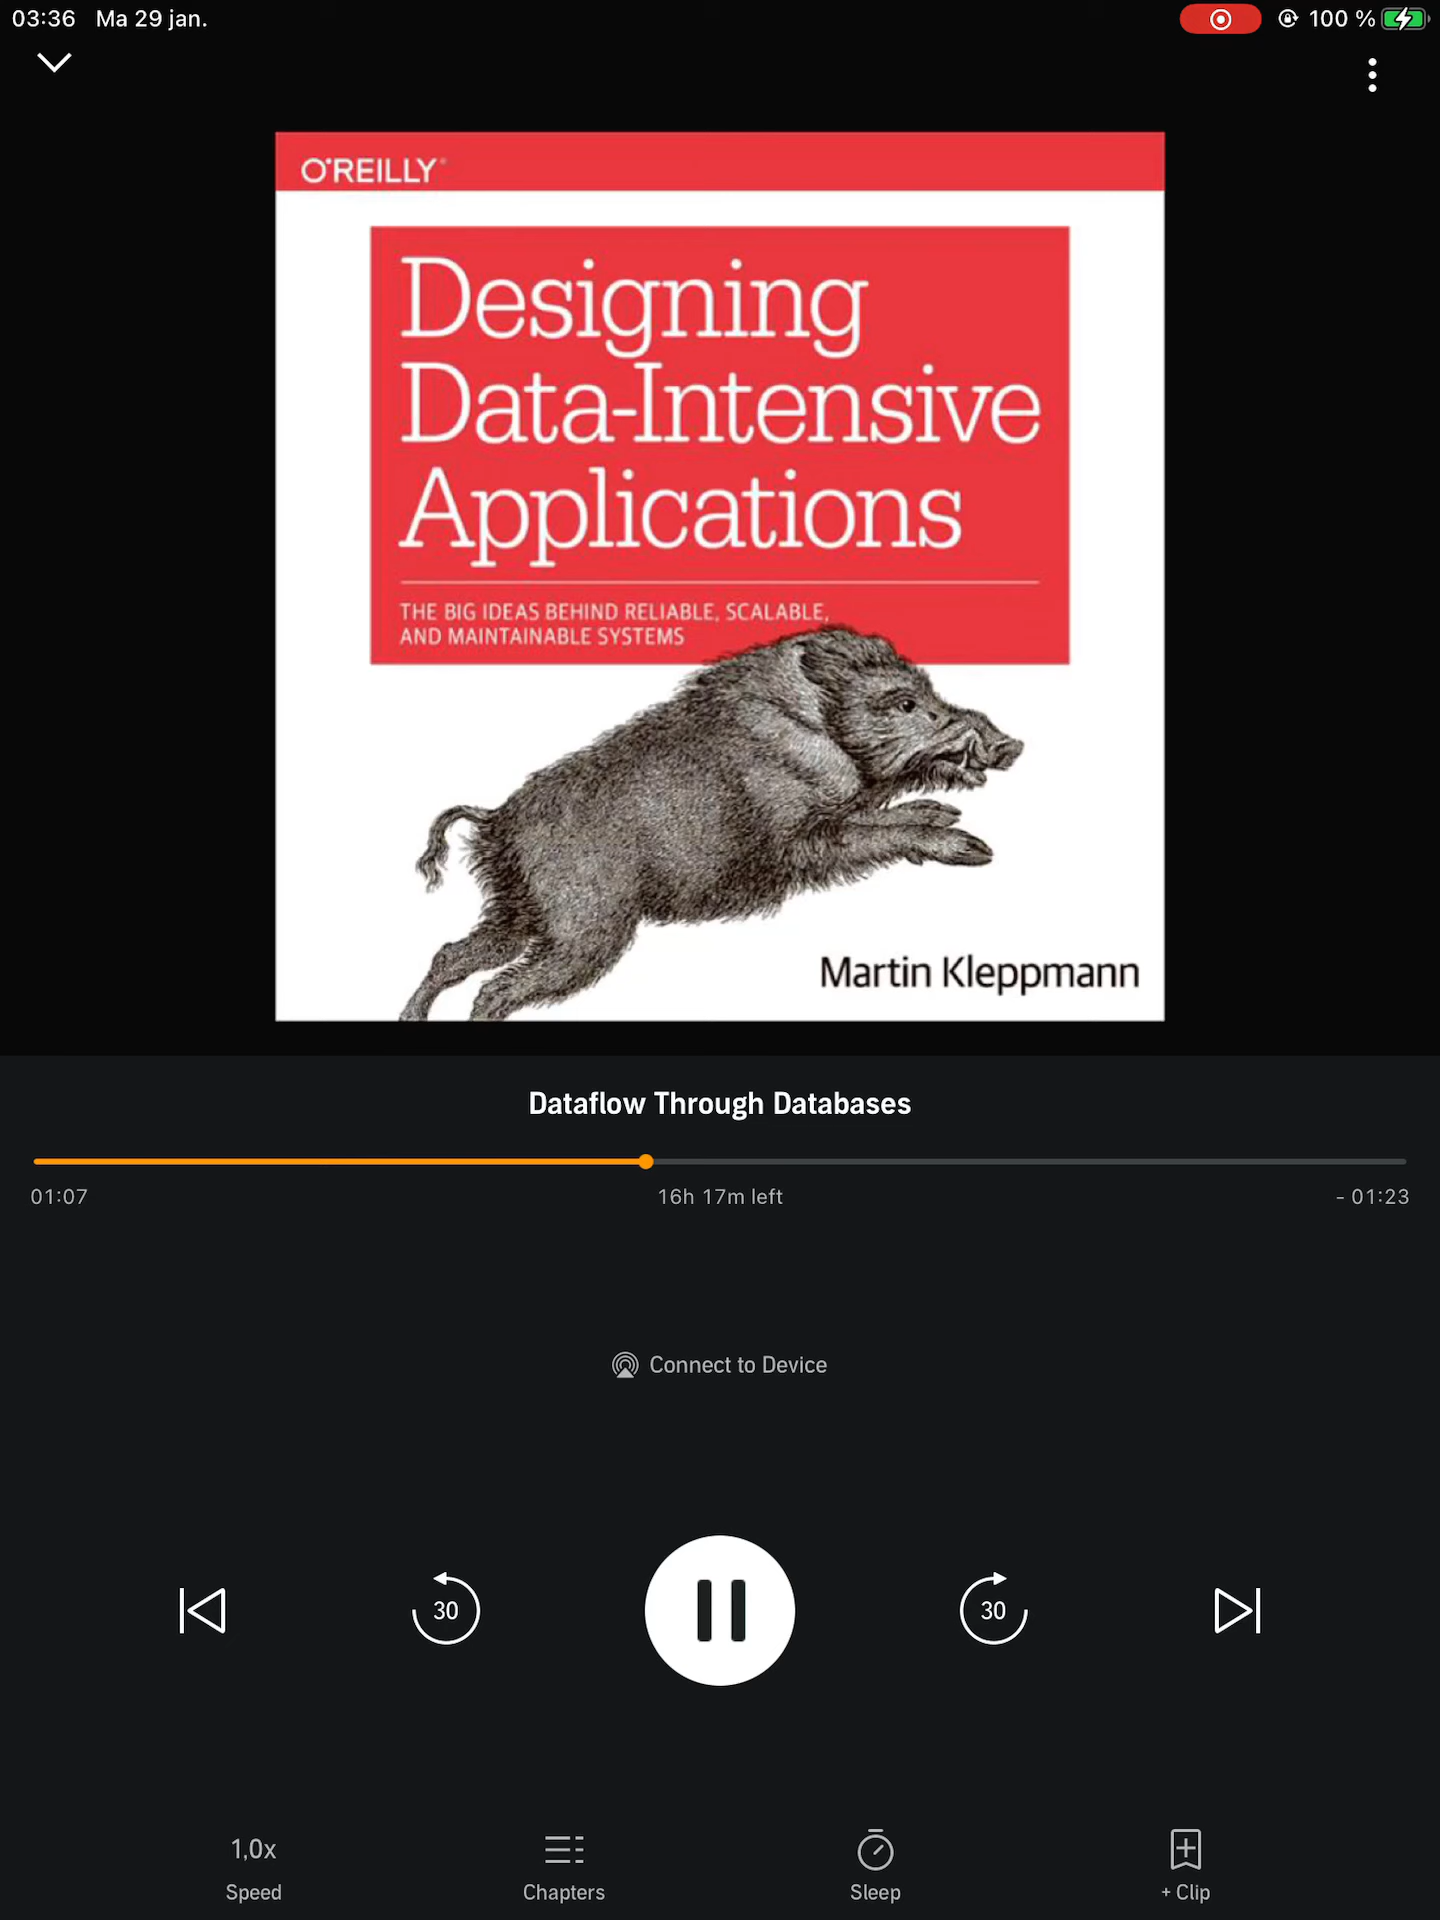 03:36 Ma 29 jan. 100 %
O'REILLY®
Designing
Data-Intensive
Applications
THE BIG IDEAS BEHIND RELIABLE, SCALABLE,
AND MAINTAINABLE SYSTEMS
Martin Kleppmann
Dataflow Through Databases
01:07 16h 17m left - 01:23
Connect to Device
30 30
1,0x
Speed Chapters Sleep + Clip